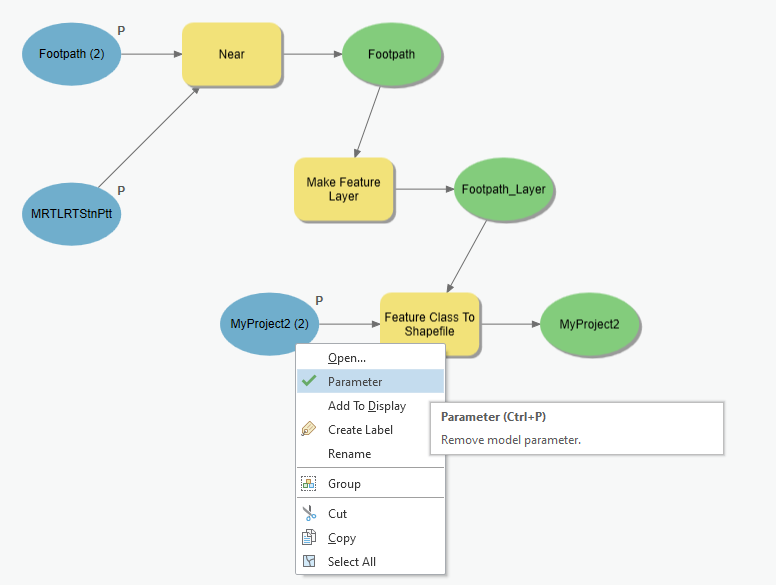 P
Footpath (2)
Near
Footpath
P
MRTLRTStnPtt
Make Feature
Layer
Footpath_Layer
P
MyProject2 (2)
Feature Class To
Shapefile
MyProject2
Open...
Parameter
Add To Display
Create Label
Rename
Group
Cut
Copy
Select All
Parameter (Ctrl+P)
Remove model parameter.